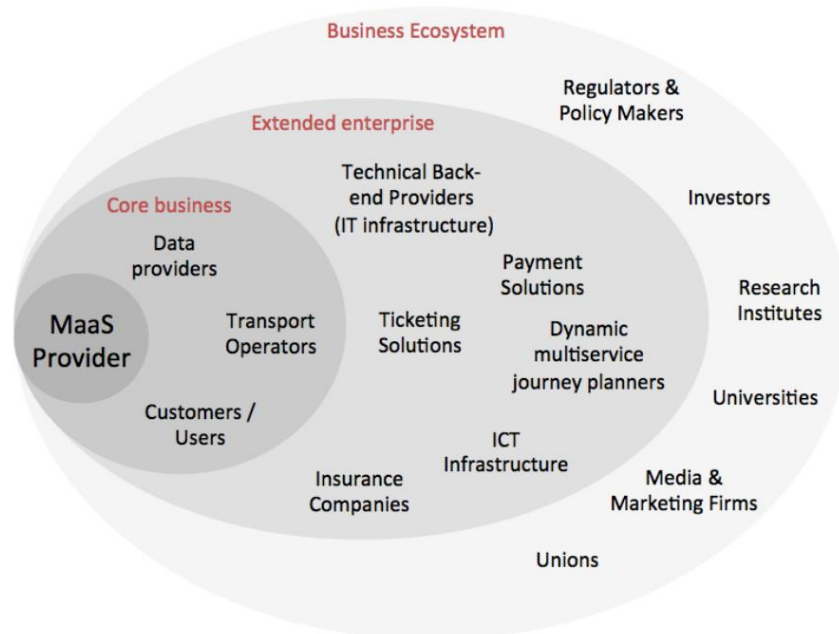 Business Ecosystem
Regulators &
Policy Makers
Extended enterprise
Technical Back-
end Providers
(IT infrastructure)
Investors
Core business
Data
providers
Payment
Solutions
Research
Institutes
MaaS
Provider
Transport
Operators
Ticketing
Solutions
Dynamic
multiservice
journey planners
Universities
Customers /
Users
ICT
Infrastructure
Insurance
Companies
Media &
Marketing Firms
Unions